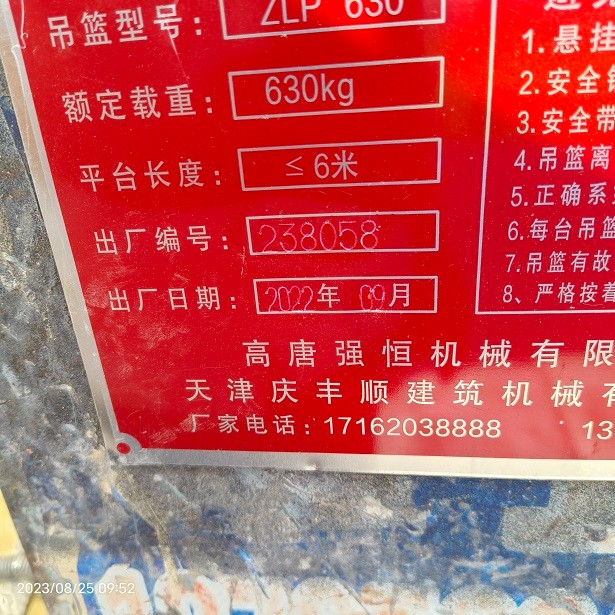 吊篮型号: ZLP 630
额定载重: 630kg
平台长度: ≤6米
出厂编号: 238058
出厂日期: 2022年 09月
1.悬挂
2.安全
3.安全带
4.吊篮离
5.正确系
6.每台吊篮
7.吊篮有故
8、严格按着
高唐强恒机械有限
天津庆丰顺建筑机械有
厂家电话: 17162038888 13
2023/08/25 09:52